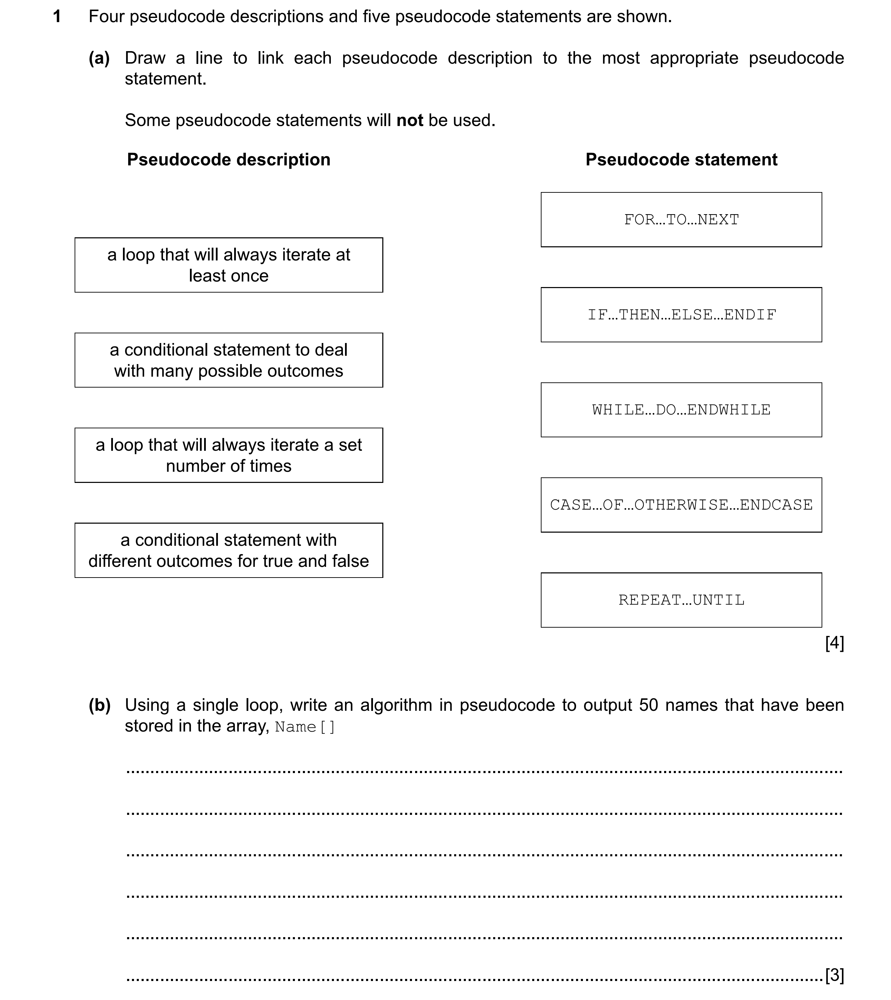 1 Four pseudocode descriptions and five pseudocode statements are shown.
(a) Draw a line to link each pseudocode description to the most appropriate pseudocode
statement.
Some pseudocode statements will not be used.
Pseudocode description
Pseudocode statement
FOR…TO…NEXT
a loop that will always iterate at
least once
IF…THEN…ELSE…ENDIF
a conditional statement to deal
with many possible outcomes
WHILE…DO…ENDWHILE
a loop that will always iterate a set
number of times
CASE…OF…OTHERWISE…ENDCASE
a conditional statement with
different outcomes for true and false
REPEAT…UNTIL
[4]
(b) Using a single loop, write an algorithm in pseudocode to output 50 names that have been
stored in the array, Name[]
[3]